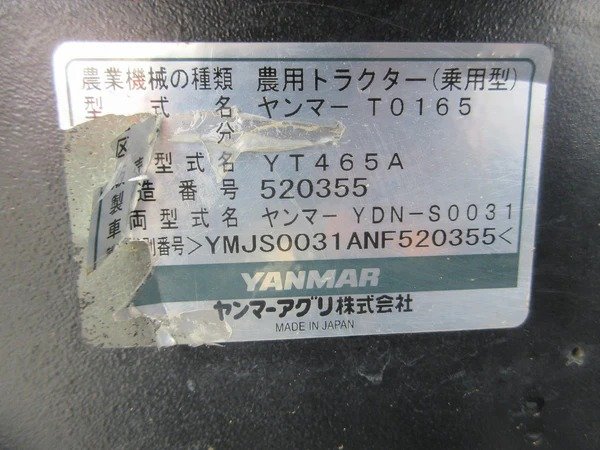 農業機械の種類 農用トラクター(乗用型)
型式名 ヤンマー T0165
区 分
型式名 YT465A
製造番号 520355
車両型式名 ヤンマー YDN-S0031
別番号>YMJS0031ANF520355<
YANMAR
ヤンマーアグリ株式会社
MADE IN JAPAN